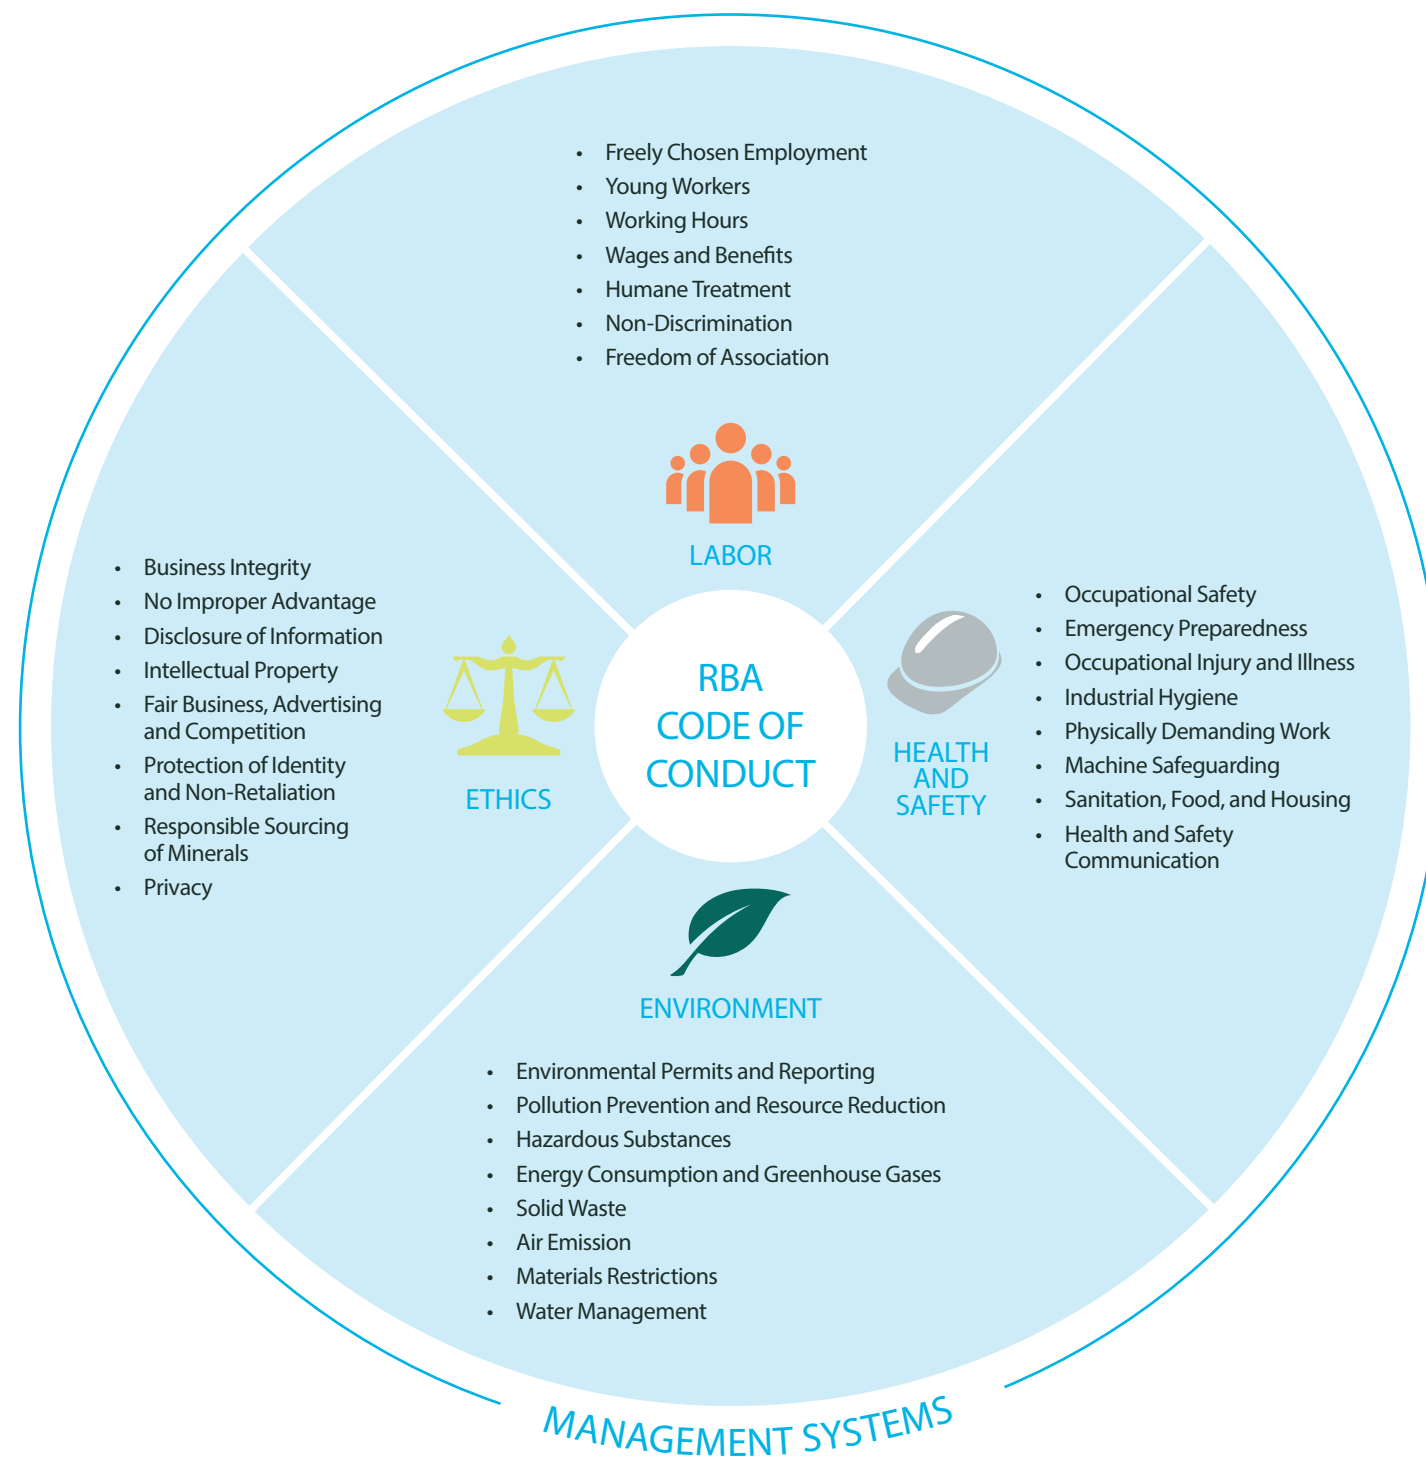 • Freely Chosen Employment
• Young Workers
• Working Hours
• Wages and Benefits
• Humane Treatment
• Non-Discrimination
• Freedom of Association
LABOR
• Business Integrity
• No Improper Advantage
• Disclosure of Information
• Intellectual Property
• Fair Business, Advertising
and Competition
• Protection of Identity
and Non-Retaliation
• Responsible Sourcing
of Minerals
• Privacy
ETHICS
RBA
CODE OF
CONDUCT
HEALTH
AND
SAFETY
• Occupational Safety
• Emergency Preparedness
• Occupational Injury and Illness
• Industrial Hygiene
• Physically Demanding Work
• Machine Safeguarding
• Sanitation, Food, and Housing
• Health and Safety
Communication
ENVIRONMENT
• Environmental Permits and Reporting
• Pollution Prevention and Resource Reduction
• Hazardous Substances
• Energy Consumption and Greenhouse Gases
• Solid Waste
• Air Emission
• Materials Restrictions
• Water Management
MANAGEMENT SYSTEMS